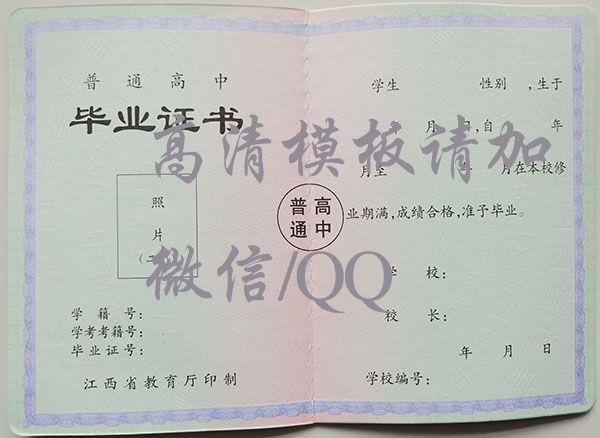 普通高中
毕业证书
照
片
学籍号:
学考考籍号:
毕业证号:
江西省教育厅印制
普高
通中
学生 性别 ,生于
月 日,自 年
月至 年 月在本校修
业期满,成绩合格,准予毕业。
学校:
校长:
年 月 日
学校编号:
高清模板请加
微信/QQ